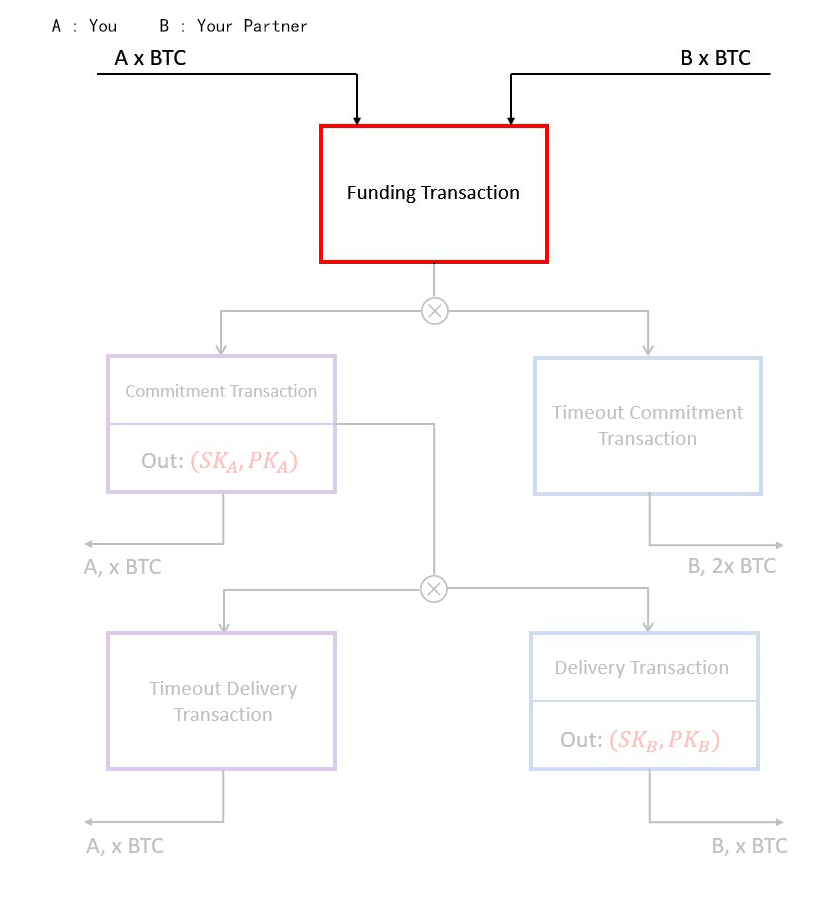 A : You    B : Your Partner
A x BTC
B x BTC
Funding Transaction
Commitment Transaction
Out: (SK_A, PK_A)
Timeout Commitment
Transaction
A, x BTC
B, 2x BTC
Timeout Delivery
Transaction
Delivery Transaction
Out: (SK_B, PK_B)
A, x BTC
B, x BTC